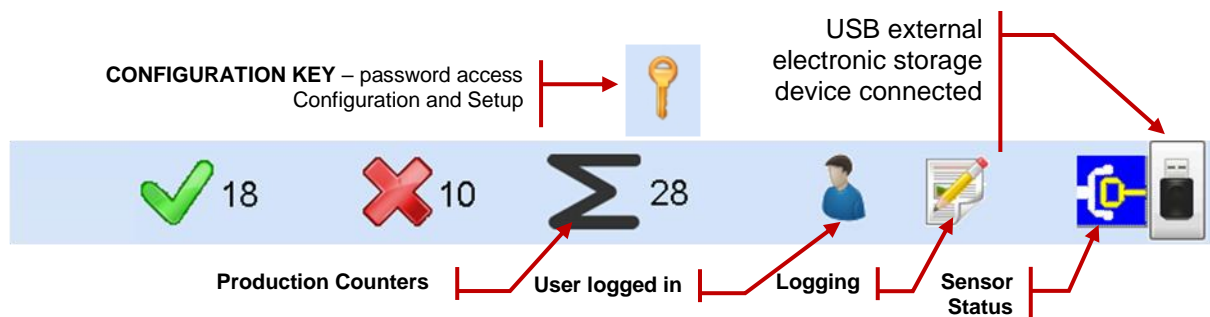 USB external
electronic storage
device connected
CONFIGURATION KEY – password access
Configuration and Setup
18
10
28
Production Counters
User logged in
Logging
Sensor
Status